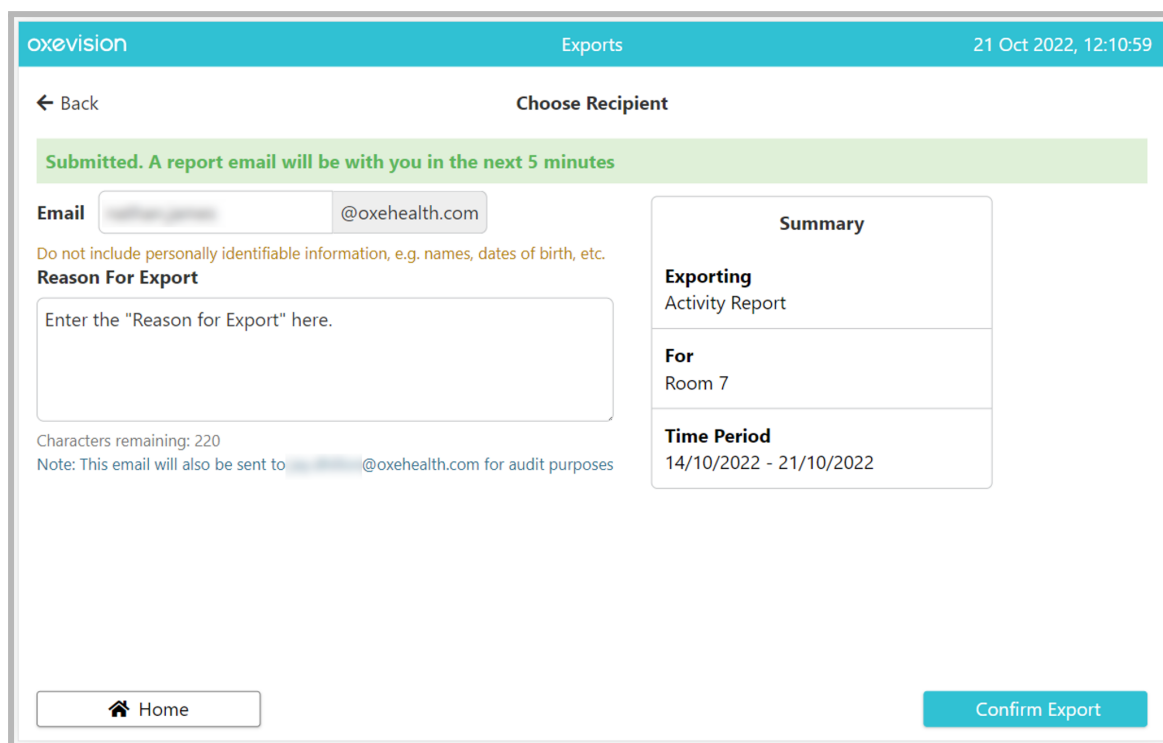 oxevision
Exports
21 Oct 2022, 12:10:59
Back
Choose Recipient
Submitted. A report email will be with you in the next 5 minutes
Email
@oxehealth.com
Do not include personally identifiable information, e.g. names, dates of birth, etc.
Reason For Export
Enter the "Reason for Export" here.
Characters remaining: 220
Note: This email will also be sent to @oxehealth.com for audit purposes
Summary
Exporting
Activity Report
For
Room 7
Time Period
14/10/2022 - 21/10/2022
Home
Confirm Export